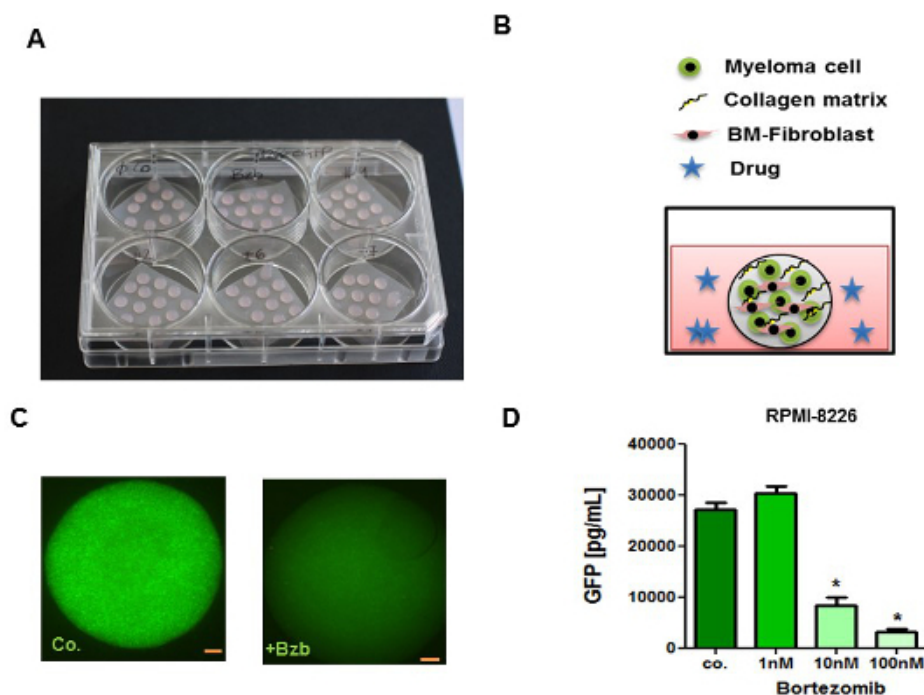 A
B
Myeloma cell
Collagen matrix
BM-Fibroblast
Drug
Bzb
C
Co.
+Bzb
D
RPMI-8226
GFP [pg/mL]
40000
30000
20000
10000
0
*
*
co.
1nM
10nM
100nM
Bortezomib